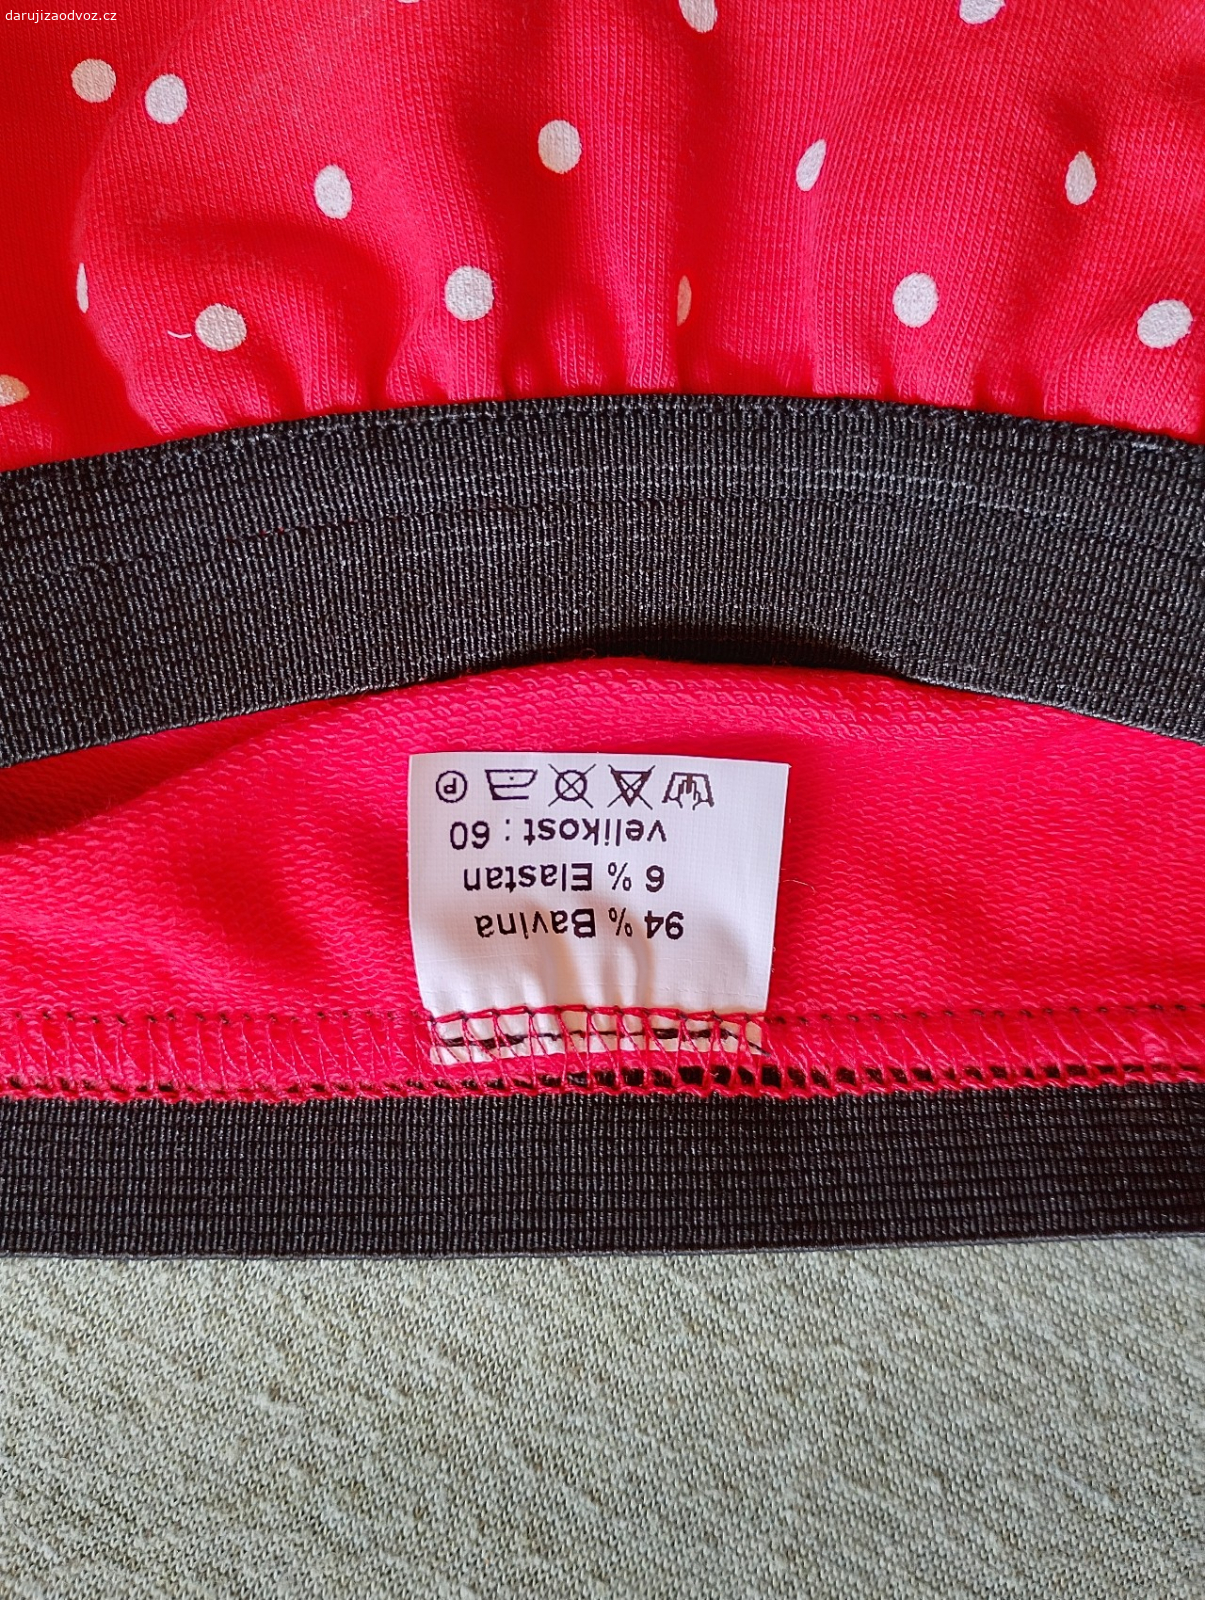 darujizaodvoz.cz
94 % Bavlna
6 % Elastan
velikost : 60
P